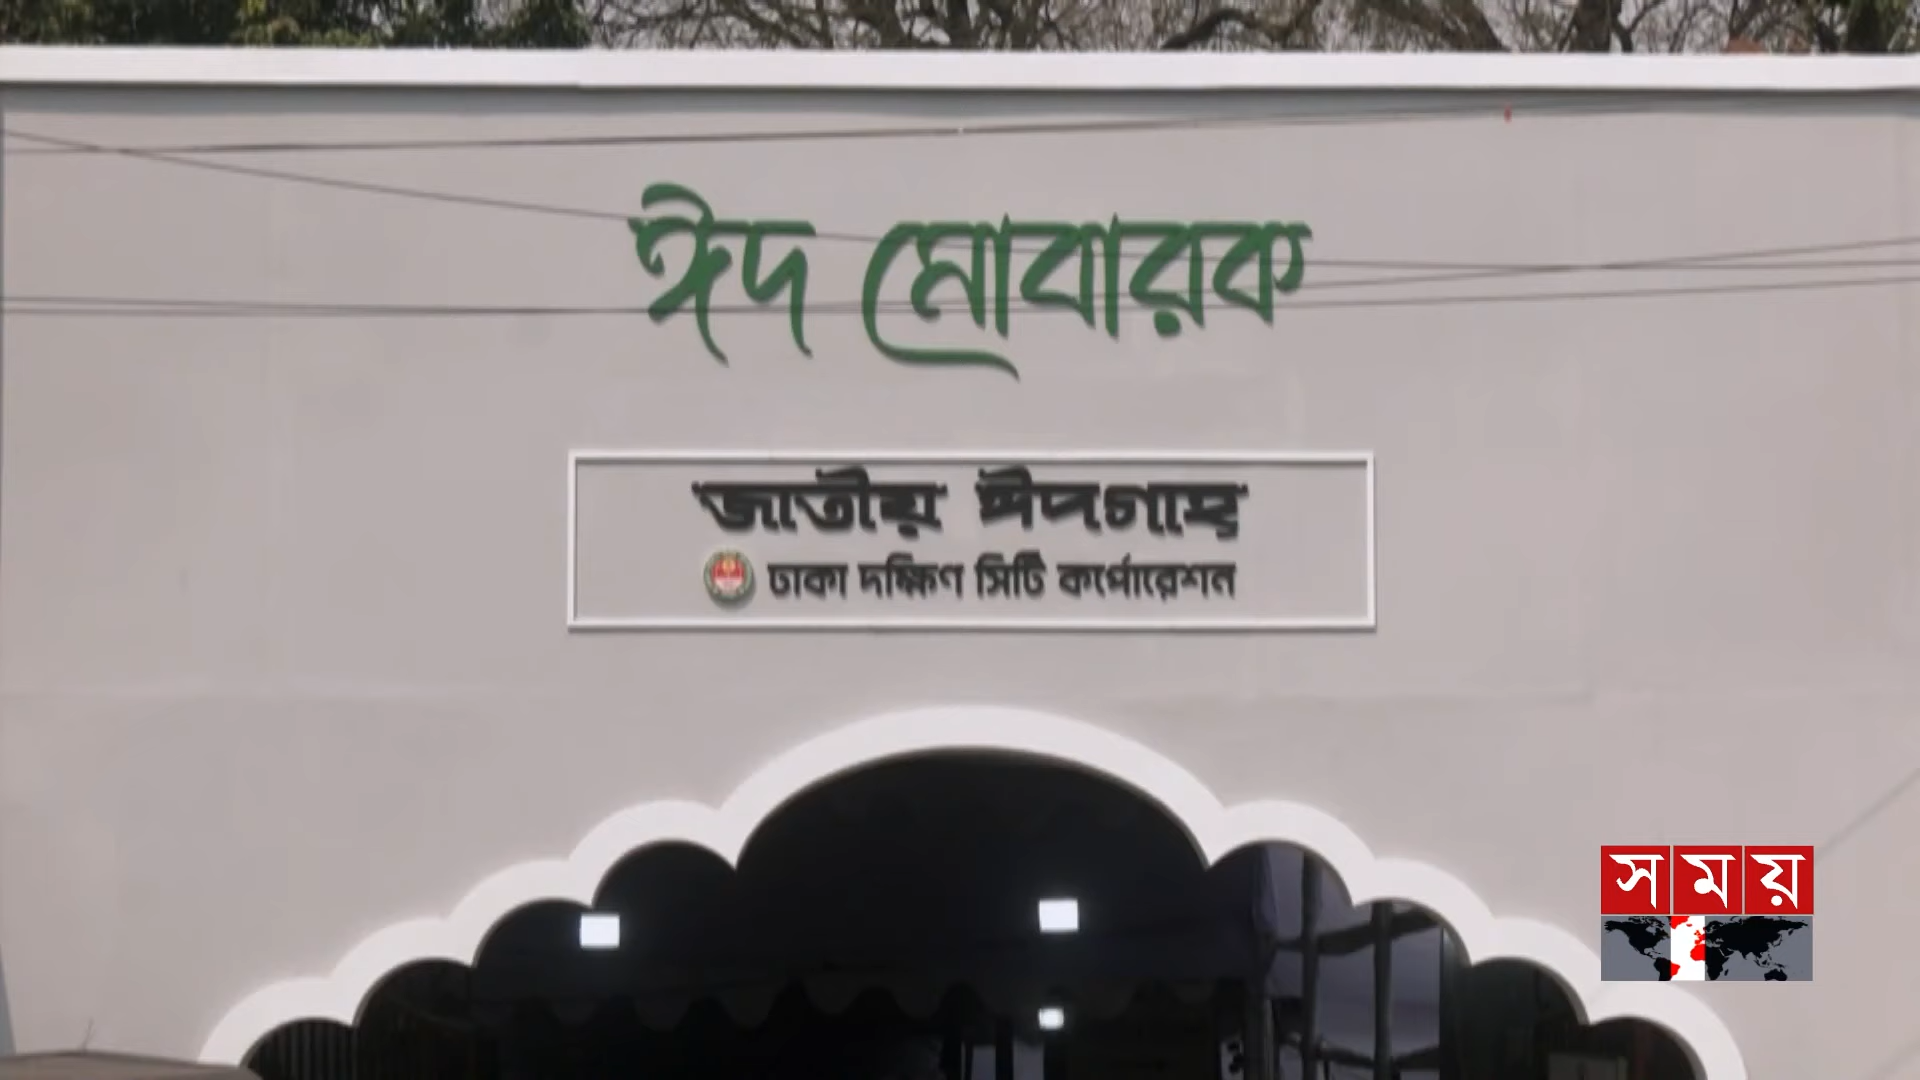 ঈদ মোবারক
জাতীয় ঈদগাহ
ঢাকা দক্ষিণ সিটি কর্পোরেশন
সময়